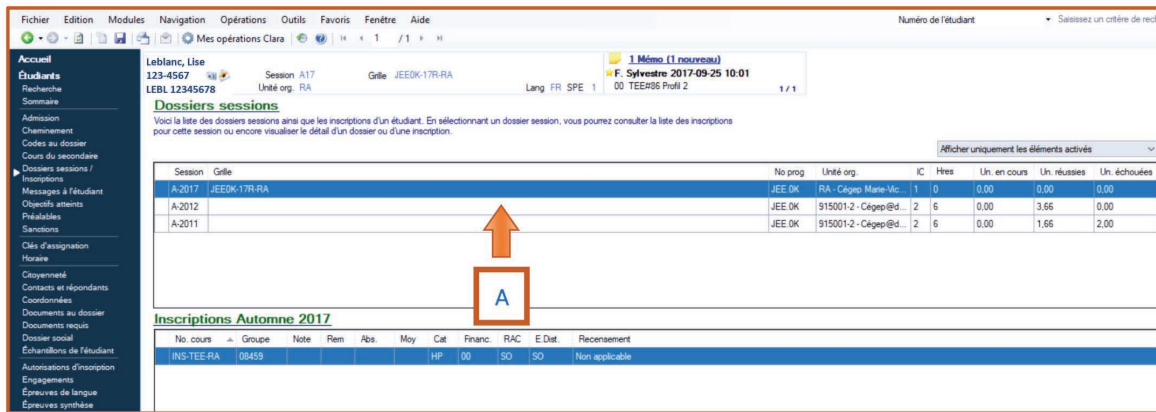 Fichier Edition Modules Navigation Opérations Outils Favoris Fenêtre Aide Numéro de l'étudiant Saisissez un critère de rech
Mes opérations Clara 1 /1
Accueil
Étudiants
Recherche
Sommaire
Admission
Cheminement
Codes au dossier
Cours du secondaire
Dossiers sessions /
Inscriptions
Messages à l'étudiant
Objectifs atteints
Préalables
Sanctions
Clés d'assignation
Horaire
Citoyenneté
Contacts et répondants
Coordonnées
Documents au dossier
Documents requis
Dossier social
Échantillons de l'étudiant
Autorisations d'inscription
Engagements
Épreuves de langue
Épreuves synthèse
Leblanc, Lise
123-4567 Session A17 Grille JEE0K-17R-RA
LEBL 12345678 Unité org. RA Lang FR SPE 1
1 Mémo (1 nouveau)
F. Sylvestre 2017-09-25 10:01
00 TEE#86 Profil 2 1 / 1
Dossiers sessions
Voici la liste des dossiers sessions ainsi que les inscriptions d'un étudiant. En sélectionnant un dossier session, vous pourrez consulter la liste des inscriptions
pour cette session ou encore visualiser le détail d'un dossier ou d'une inscription.
Afficher uniquement les éléments activés
Session Grille No prog Unité org. IC Hres Un. en cours Un. réussies Un. échouées
A-2017 JEE0K-17R-RA JEE.0K RA - Cégep Marie-Vic... 1 0 0,00 0,00 0,00
A-2012 JEE.0K 915001-2 - Cégep@d... 2 6 0,00 3,66 0,00
A-2011 JEE.0K 915001-2 - Cégep@d... 2 6 0,00 1,66 2,00
A
Inscriptions Automne 2017
No. cours Groupe Note Rem Abs. Moy Cat Financ. RAC E.Dist. Recensement
INS-TEE-RA 08459 HP 00 SO SO Non applicable